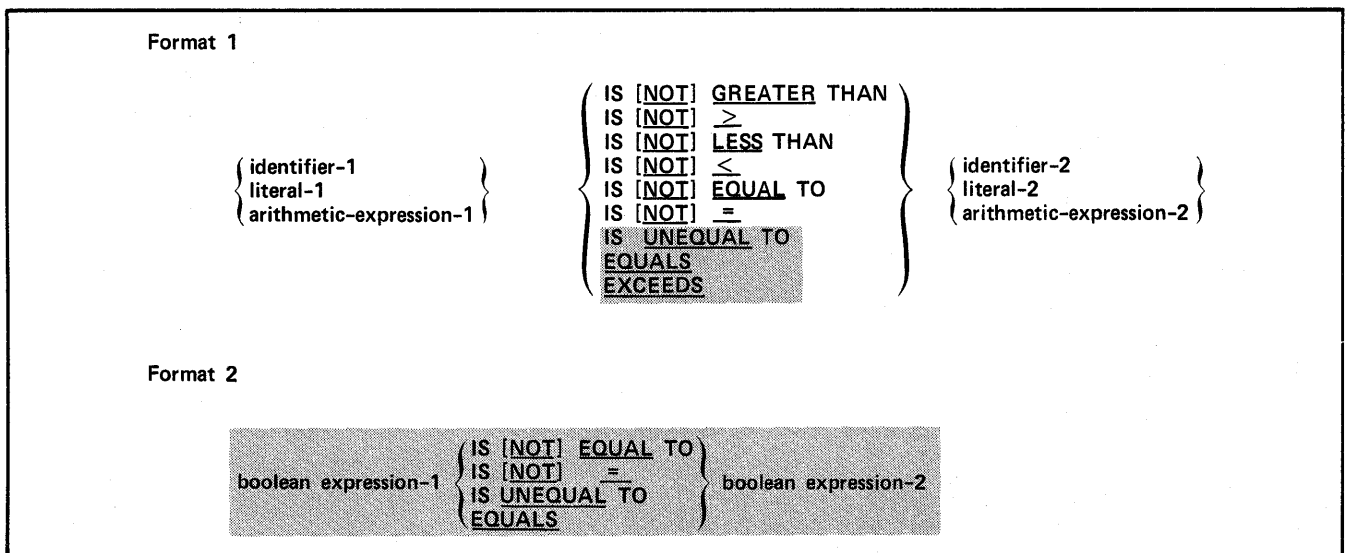 Format 1
identifier-1
literal-1
arithmetic-expression-1
IS [NOT] GREATER THAN
IS [NOT] >
IS [NOT] LESS THAN
IS [NOT] <
IS [NOT] EQUAL TO
IS [NOT] =
IS UNEQUAL TO
EQUALS
EXCEEDS
identifier-2
literal-2
arithmetic-expression-2
Format 2
boolean expression-1
IS [NOT] EQUAL TO
IS [NOT] =
IS UNEQUAL TO
EQUALS
boolean expression-2